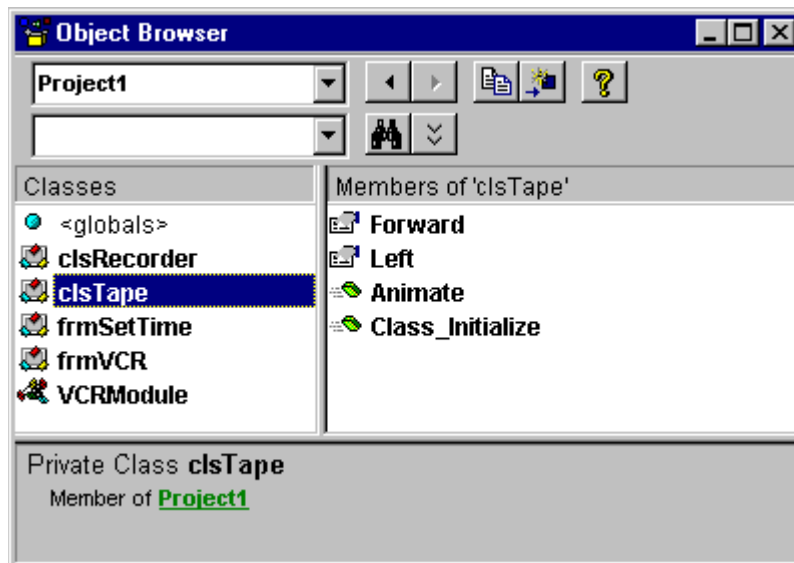 Object Browser
Project1
Classes
Members of 'clsTape'
<globals>
clsRecorder
clsTape
frmSetTime
frmVCR
VCRModule
Forward
Left
Animate
Class_Initialize
Private Class clsTape
Member of Project1